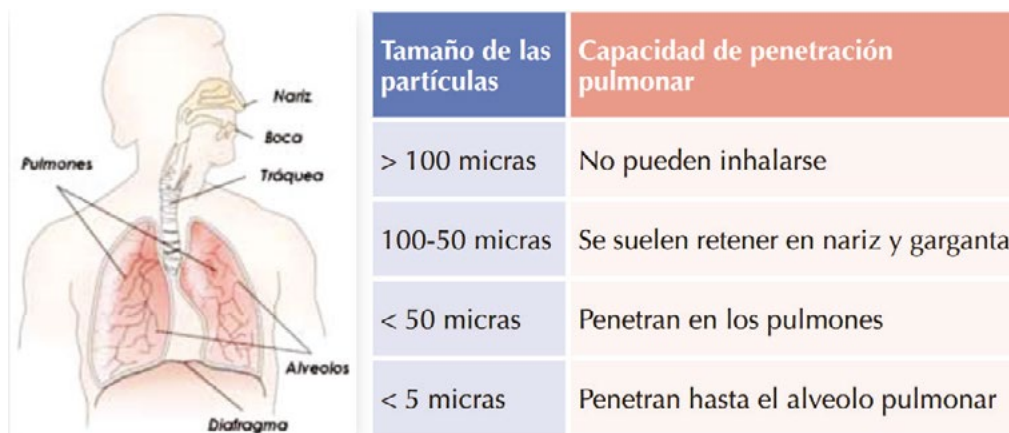 Nariz
Boca
Pulmones
Tráquea
Alveolos
Diafragma
Tamaño de las
partículas
Capacidad de penetración
pulmonar
> 100 micras
No pueden inhalarse
100-50 micras
Se suelen retener en nariz y garganta
< 50 micras
Penetran en los pulmones
< 5 micras
Penetran hasta el alveolo pulmonar